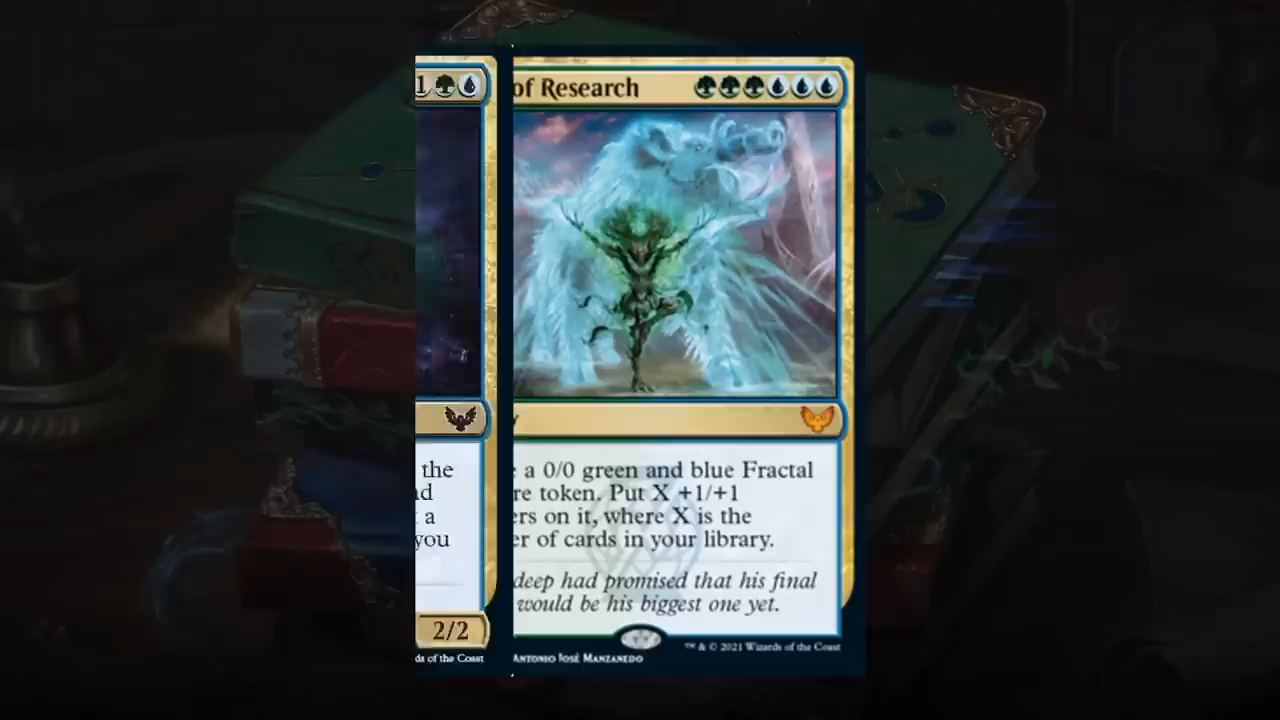 1
of Research
the
a
you
2/2
ds of the Coast
a 0/0 green and blue Fractal
re token. Put X +1/+1
ers on it, where X is the
er of cards in your library.
deep had promised that his final
would be his biggest one yet.
™ & © 2021 Wizards of the Coast
ANTONIO JOSÉ MANZANEDO